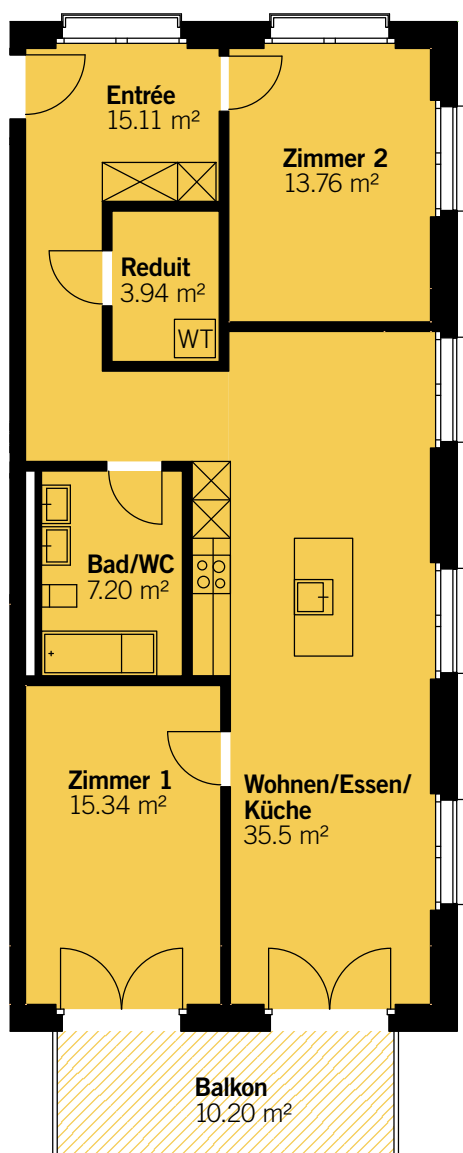 Entrée
15.11 m²
Zimmer 2
13.76 m²
Reduit
3.94 m²
WT
Bad/WC
7.20 m²
Zimmer 1
15.34 m²
Wohnen/Essen/
Küche
35.5 m²
Balkon
10.20 m²